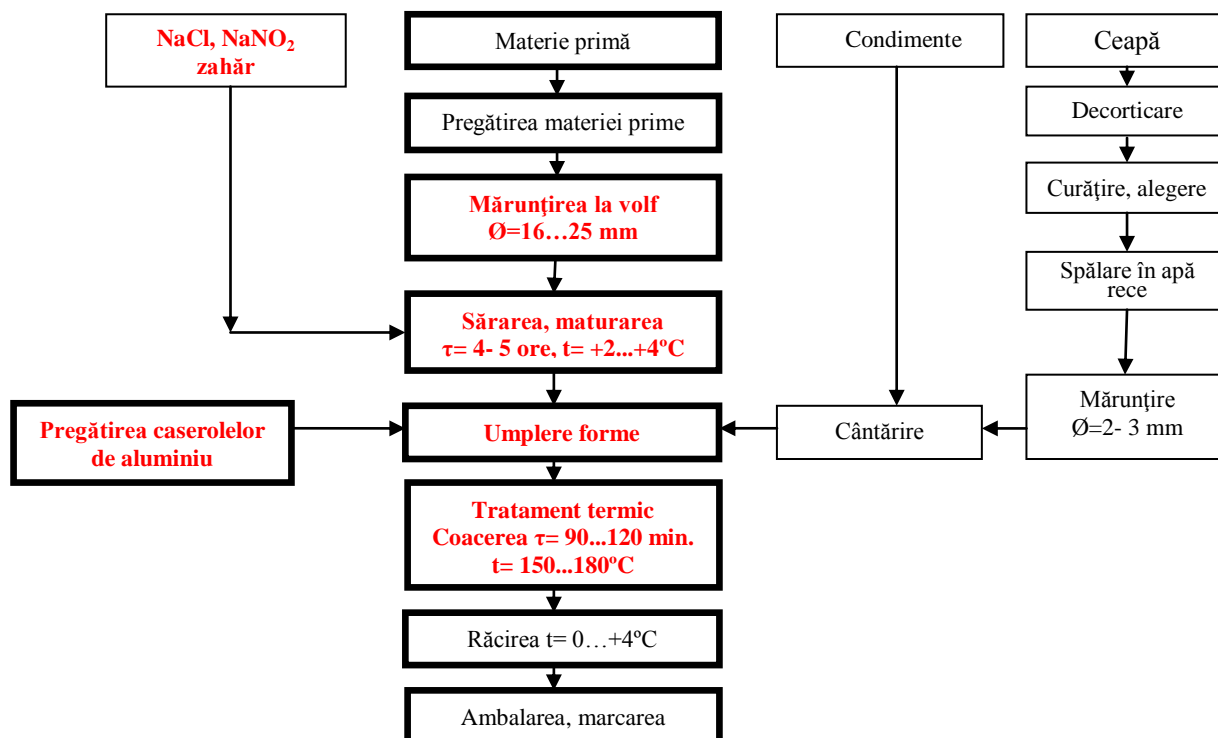 NaCl, NaNO₂
zahăr
Materie primă
Condimente
Ceapă
Pregătirea materiei prime
Decorticare
Mărunţirea la volf
Ø=16…25 mm
Curăţire, alegere
Spălare în apă
rece
Sărarea, maturarea
τ= 4- 5 ore, t= +2...+4ºC
Mărunţire
Ø=2- 3 mm
Pregătirea caserolelor
de aluminiu
Umplere forme
Cântărire
Tratament termic
Coacerea τ= 90...120 min.
t= 150...180ºC
Răcirea t= 0…+4ºC
Ambalarea, marcarea